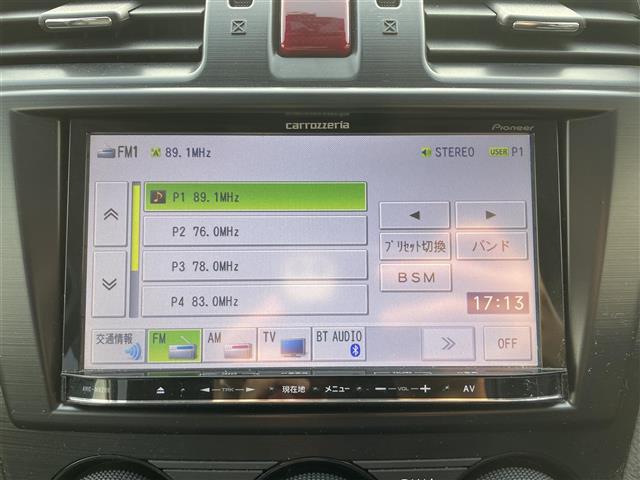 carrozzeria
Pioneer
FM1 89.1MHz STEREO USER P1
P1 89.1MHz
P2 76.0MHz
P3 78.0MHz
P4 83.0MHz
◀ ▶
プリセット切換 バンド
BSM
17:13
交通情報 FM AM TV BT AUDIO ≫ OFF
TRK 現在地 メニュー − VOL + AV